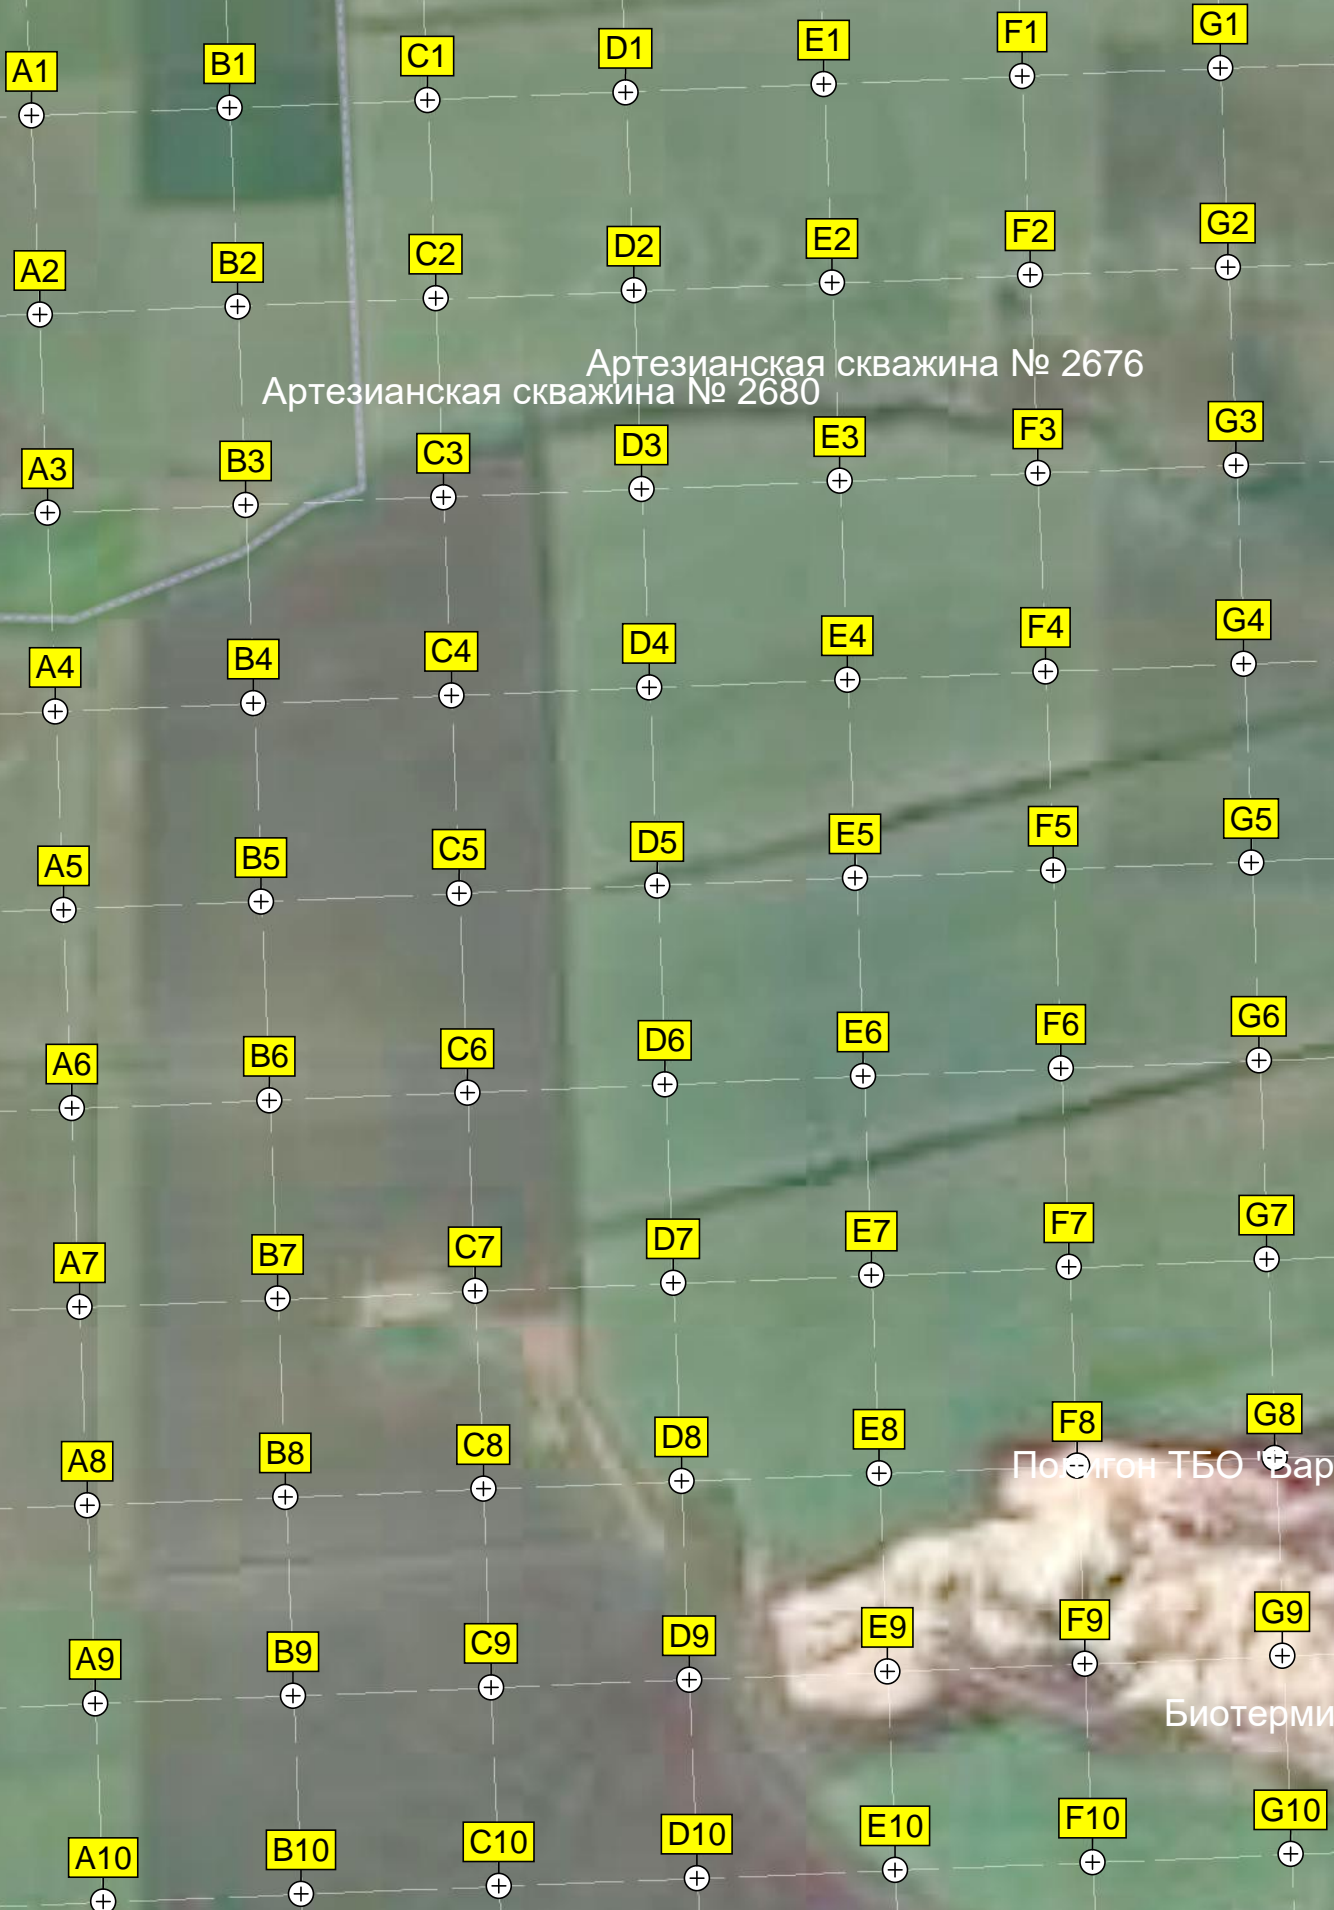 A1 B1 C1 D1 E1 F1 G1
A2 B2 C2 D2 E2 F2 G2
Артезианская скважина № 2676
Артезианская скважина № 2680
A3 B3 C3 D3 E3 F3 G3
A4 B4 C4 D4 E4 F4 G4
A5 B5 C5 D5 E5 F5 G5
A6 B6 C6 D6 E6 F6 G6
A7 B7 C7 D7 E7 F7 G7
A8 B8 C8 D8 E8 F8 G8
Полигон ТБО "Бар
A9 B9 C9 D9 E9 F9 G9
Биотерми
A10 B10 C10 D10 E10 F10 G10